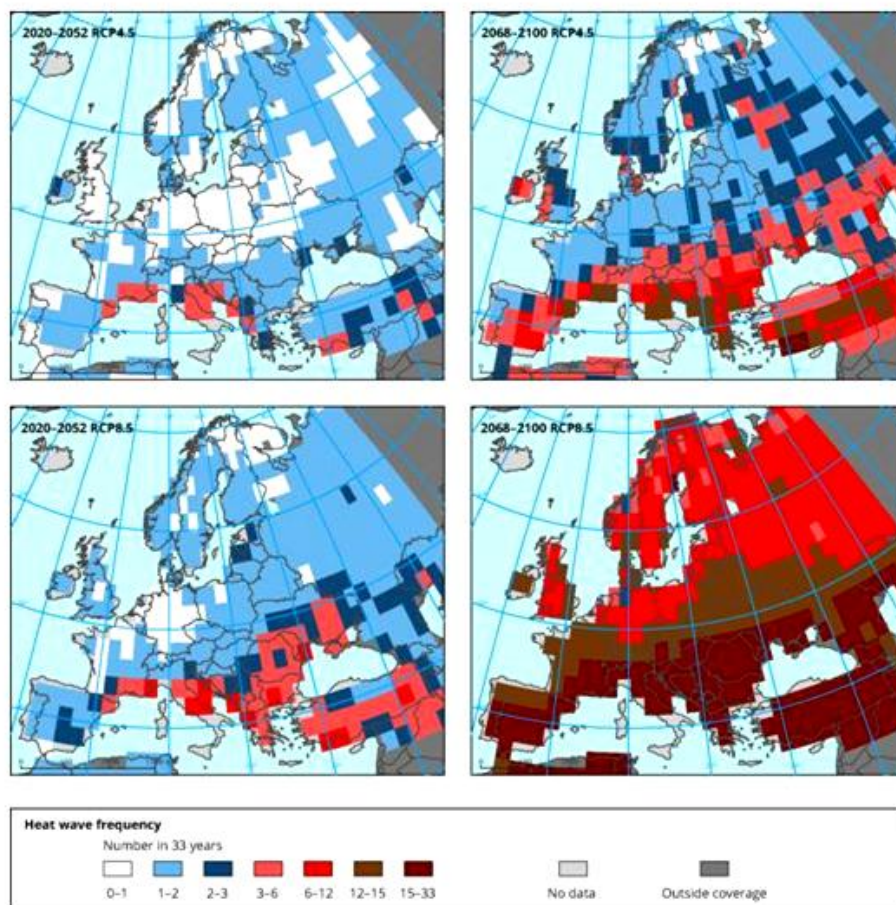 2020–2052 RCP4.5
2068–2100 RCP4.5
2020–2052 RCP8.5
2068–2100 RCP8.5
Heat wave frequency
Number in 33 years
0–1 1–2 2–3 3–6 6–12 12–15 15–33 No data Outside coverage